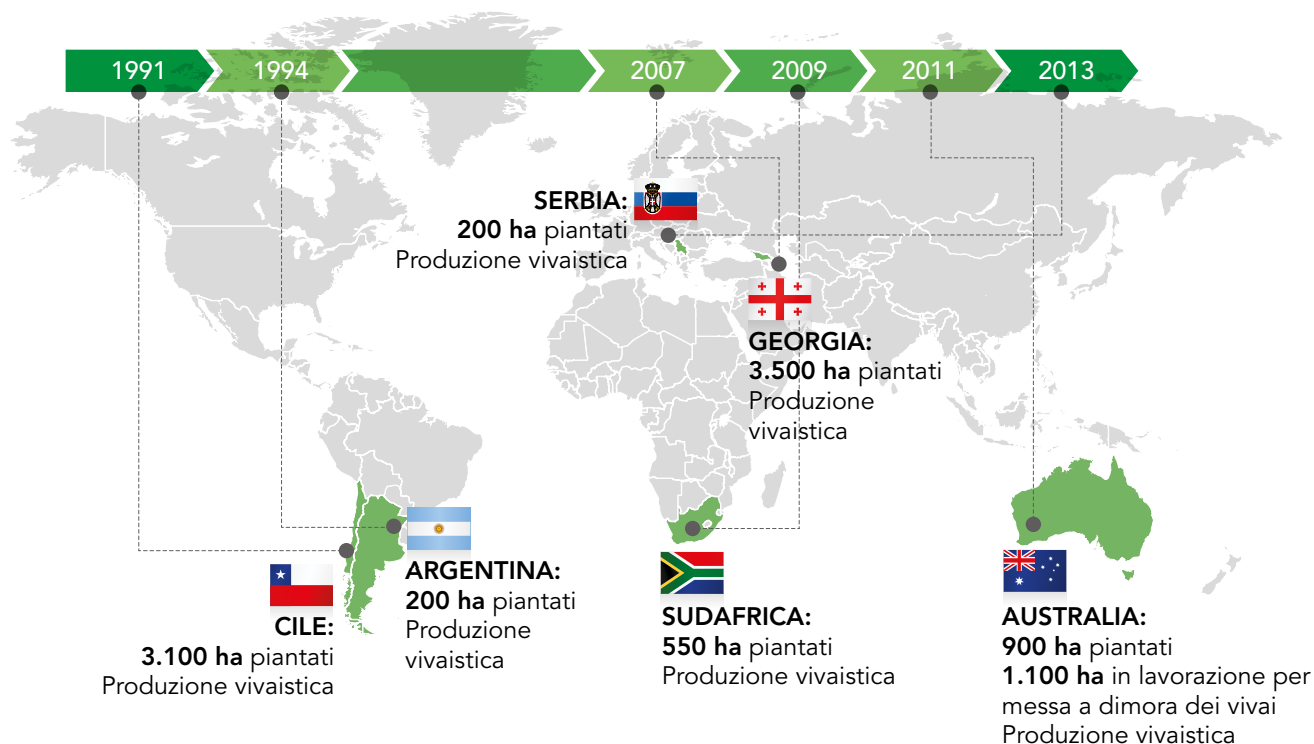 1991
1994
2007
2009
2011
2013
SERBIA:
200 ha piantati
Produzione vivaistica
GEORGIA:
3.500 ha piantati
Produzione
vivaistica
CILE:
3.100 ha piantati
Produzione vivaistica
ARGENTINA:
200 ha piantati
Produzione
vivaistica
SUDAFRICA:
550 ha piantati
Produzione vivaistica
AUSTRALIA:
900 ha piantati
1.100 ha in lavorazione per
messa a dimora dei vivai
Produzione vivaistica